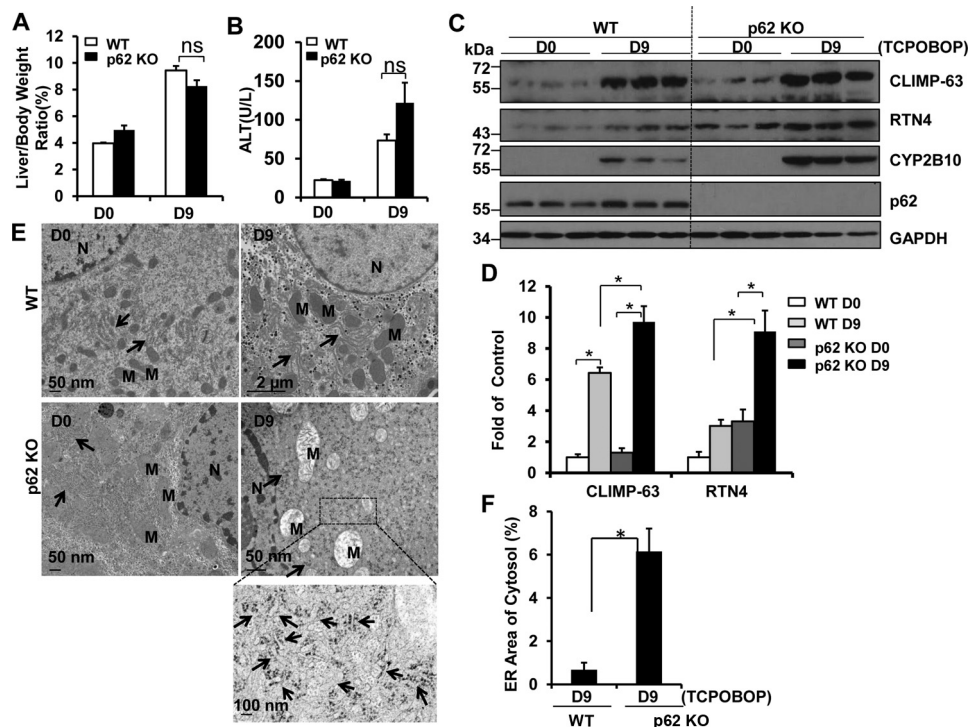 A
Liver/Body Weight
Ratio(%)
12
10
8
6
4
2
0
WT
p62 KO
ns
D0
D9
B
ALT(U/L)
200
150
100
50
0
WT
p62 KO
ns
D0
D9
C
WT
p62 KO
kDa
D0
D9
D0
D9
(TCPOBOP)
72
55
CLIMP-63
43
RTN4
72
55
CYP2B10
55
p62
34
GAPDH
D
Fold of Control
12
10
8
6
4
2
0
*
*
*
*
*
WT D0
WT D9
p62 KO D0
p62 KO D9
CLIMP-63
RTN4
E
WT
D0
N
M
M
50 nm
D9
N
M
M
M
2 μm
p62 KO
D0
M
N
M
M
50 nm
D9
M
N
M
M
50 nm
100 nm
F
ER Area of Cytosol (%)
8
6
4
2
0
*
D9
D9
(TCPOBOP)
WT
p62 KO